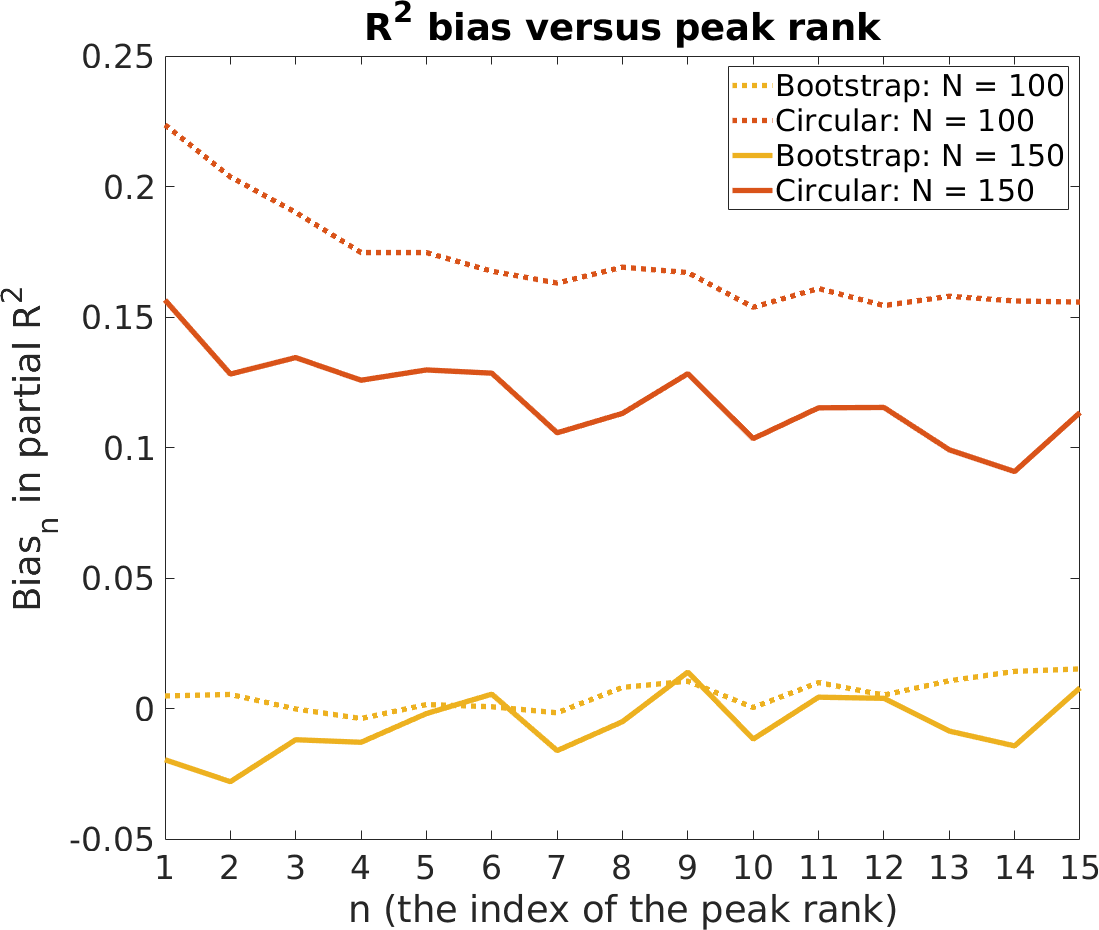 R² bias versus peak rank
Bootstrap: N = 100
Circular: N = 100
Bootstrap: N = 150
Circular: N = 150
Biasₙ in partial R²
0.25
0.2
0.15
0.1
0.05
0
-0.05
1 2 3 4 5 6 7 8 9 10 11 12 13 14 15
n (the index of the peak rank)